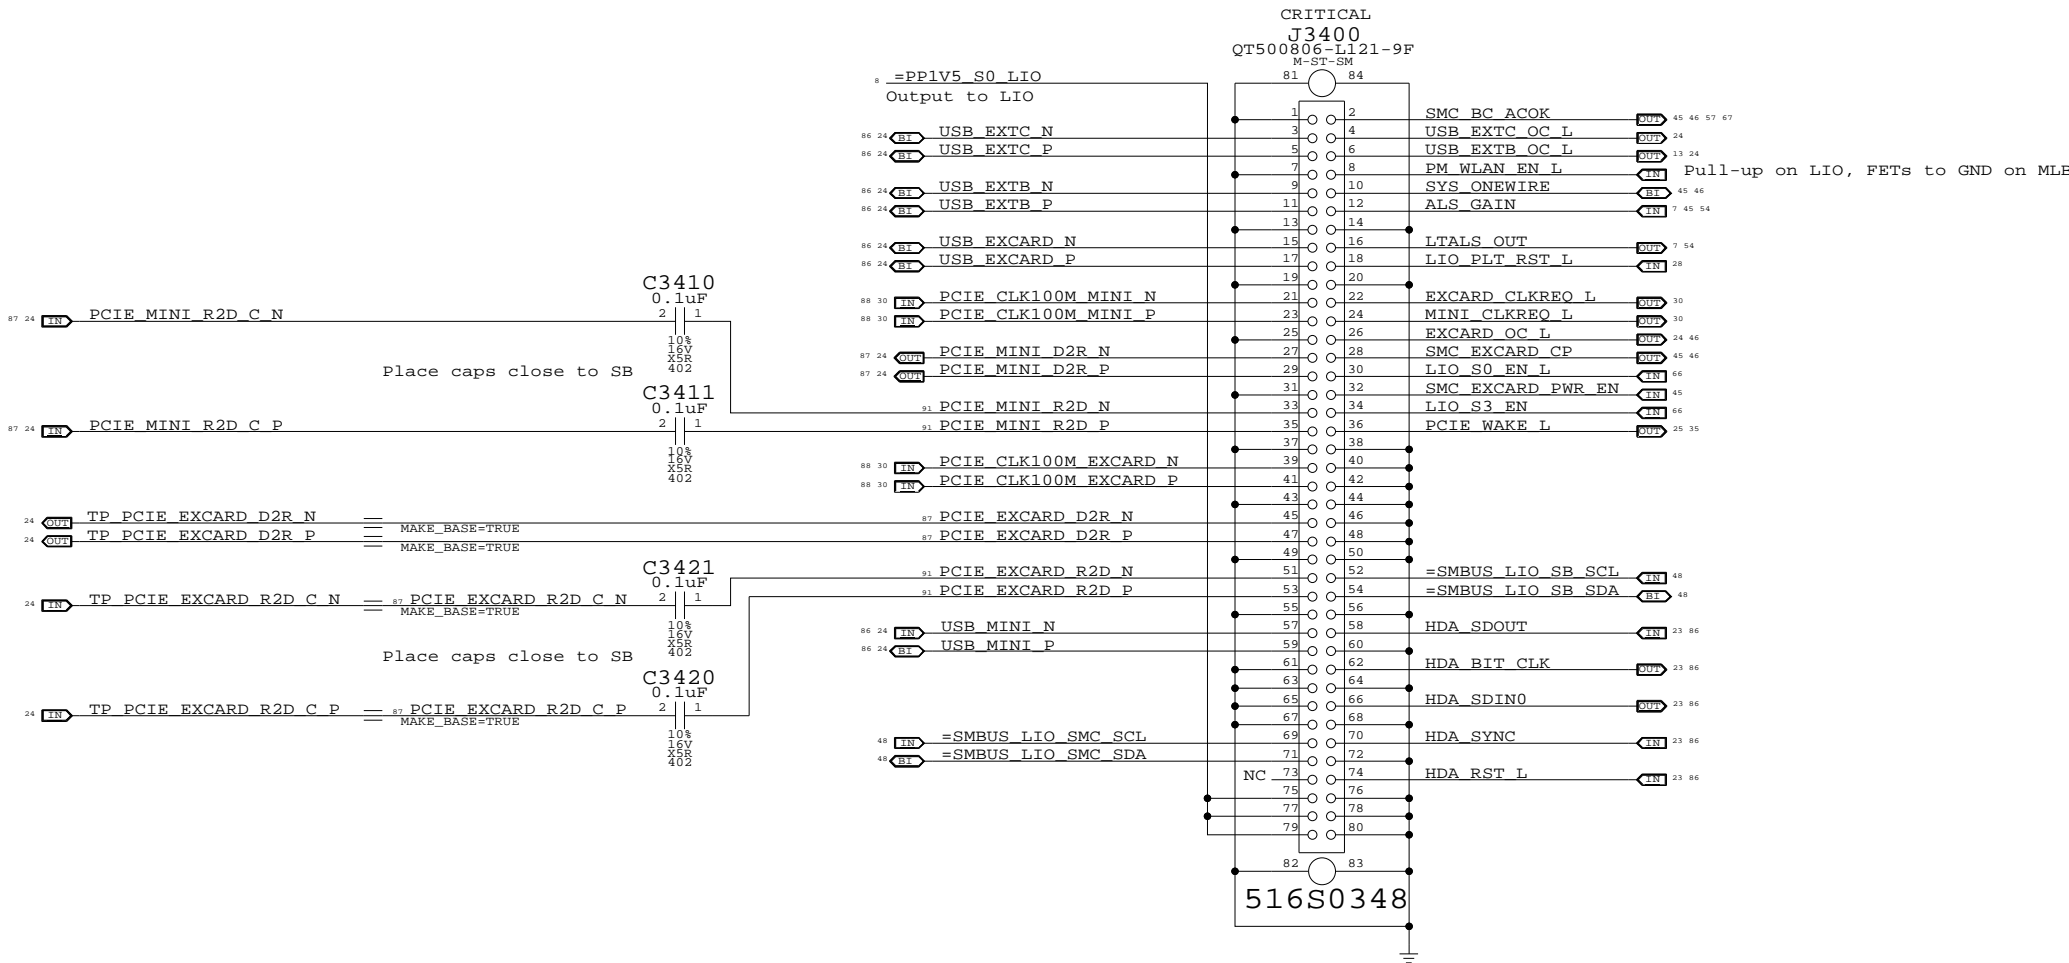 CRITICAL
J3400
QT500806-L121-9F
M-ST-SM
81 84
8 =PP1V5_S0_LIO
Output to LIO
1 2 SMC_BC_ACOK OUT 45 46 57 67
86 24 BI USB_EXTC_N 3 4 USB_EXTC_OC_L OUT 24
86 24 BI USB_EXTC_P 5 6 USB_EXTB_OC_L OUT 13 24
7 8 PM_WLAN_EN_L IN Pull-up on LIO, FETs to GND on MLB
86 24 BI USB_EXTB_N 9 10 SYS_ONEWIRE BI 45 46
86 24 BI USB_EXTB_P 11 12 ALS_GAIN IN 7 45 54
13 14
86 24 BI USB_EXCARD_N 15 16 LTALS_OUT OUT 7 54
86 24 BI USB_EXCARD_P 17 18 LIO_PLT_RST_L IN 28
19 20
88 30 IN PCIE_CLK100M_MINI_N 21 22 EXCARD_CLKREQ_L OUT 30
88 30 IN PCIE_CLK100M_MINI_P 23 24 MINI_CLKREQ_L OUT 30
25 26 EXCARD_OC_L OUT 24 46
87 24 OUT PCIE_MINI_D2R_N 27 28 SMC_EXCARD_CP OUT 45 46
87 24 OUT PCIE_MINI_D2R_P 29 30 LIO_S0_EN_L IN 66
31 32 SMC_EXCARD_PWR_EN IN 45
91 PCIE_MINI_R2D_N 33 34 LIO_S3_EN IN 66
91 PCIE_MINI_R2D_P 35 36 PCIE_WAKE_L OUT 25 35
37 38
88 30 IN PCIE_CLK100M_EXCARD_N 39 40
88 30 IN PCIE_CLK100M_EXCARD_P 41 42
43 44
87 PCIE_EXCARD_D2R_N 45 46
87 PCIE_EXCARD_D2R_P 47 48
49 50
91 PCIE_EXCARD_R2D_N 51 52 =SMBUS_LIO_SB_SCL IN 48
91 PCIE_EXCARD_R2D_P 53 54 =SMBUS_LIO_SB_SDA BI 48
55 56
86 24 IN USB_MINI_N 57 58 HDA_SDOUT IN 23 86
86 24 BI USB_MINI_P 59 60
61 62 HDA_BIT_CLK OUT 23 86
63 64
65 66 HDA_SDIN0 OUT 23 86
67 68
48 IN =SMBUS_LIO_SMC_SCL 69 70 HDA_SYNC IN 23 86
48 BI =SMBUS_LIO_SMC_SDA 71 72
NC 73 74 HDA_RST_L IN 23 86
75 76
77 78
79 80
82 83
516S0348
C3410
0.1uF
87 24 IN PCIE_MINI_R2D_C_N 2 1
10%
16V
X5R
402
Place caps close to SB
C3411
0.1uF
87 24 IN PCIE_MINI_R2D_C_P 2 1
10%
16V
X5R
402
24 OUT TP_PCIE_EXCARD_D2R_N
MAKE_BASE=TRUE
24 OUT TP_PCIE_EXCARD_D2R_P
MAKE_BASE=TRUE
C3421
0.1uF
24 IN TP_PCIE_EXCARD_R2D_C_N 87 PCIE_EXCARD_R2D_C_N 2 1
MAKE_BASE=TRUE
10%
16V
X5R
402
Place caps close to SB
C3420
0.1uF
24 IN TP_PCIE_EXCARD_R2D_C_P 87 PCIE_EXCARD_R2D_C_P 2 1
MAKE_BASE=TRUE
10%
16V
X5R
402